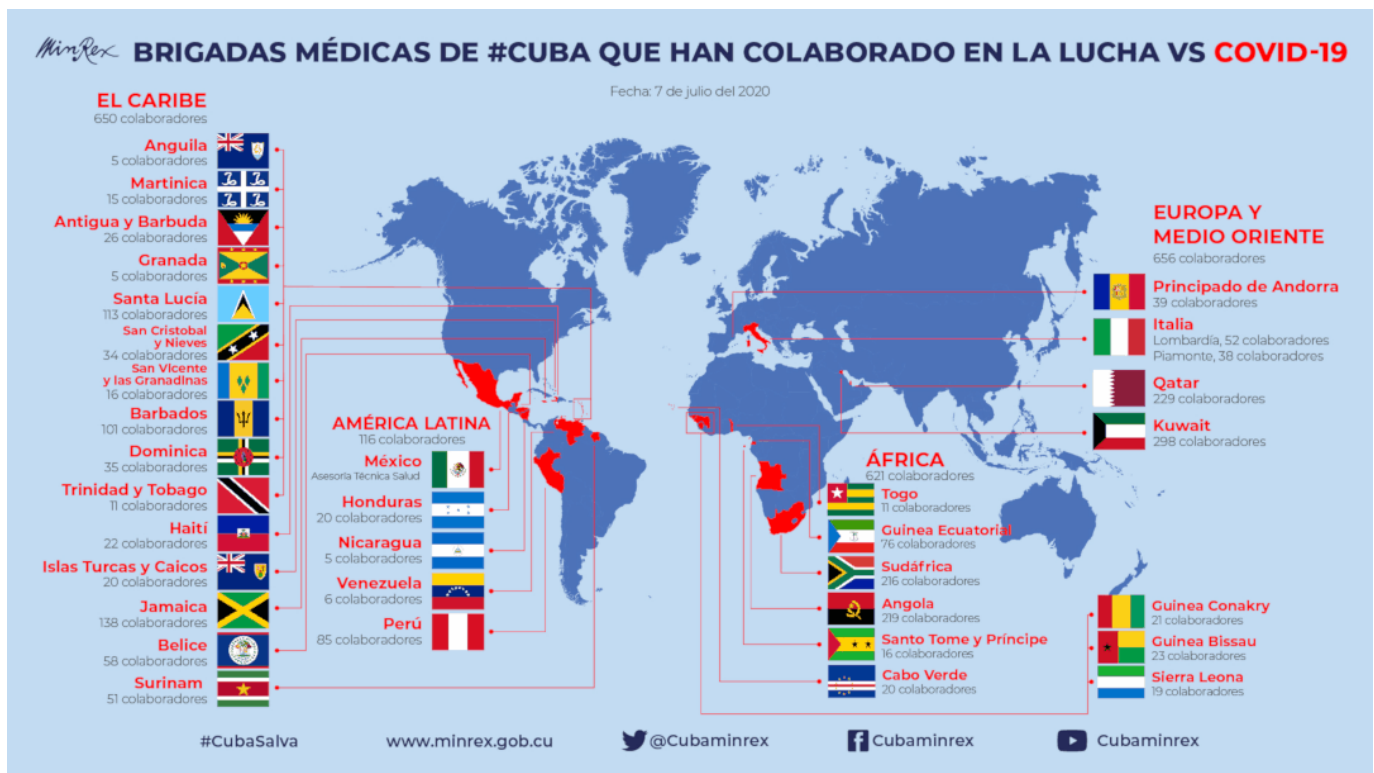 MinRex BRIGADAS MÉDICAS DE #CUBA QUE HAN COLABORADO EN LA LUCHA VS COVID-19
Fecha: 7 de julio del 2020
EL CARIBE
650 colaboradores
Anguila
5 colaboradores
Martinica
15 colaboradores
Antigua y Barbuda
26 colaboradores
Granada
5 colaboradores
Santa Lucía
113 colaboradores
San Cristobal
y Nieves
34 colaboradores
San Vicente
y las Granadinas
16 colaboradores
Barbados
101 colaboradores
Dominica
35 colaboradores
Trinidad y Tobago
11 colaboradores
Haití
22 colaboradores
Islas Turcas y Caicos
20 colaboradores
Jamaica
138 colaboradores
Belice
58 colaboradores
Surinam
51 colaboradores
AMÉRICA LATINA
116 colaboradores
México
Asesoría Técnica Salud
Honduras
20 colaboradores
Nicaragua
5 colaboradores
Venezuela
6 colaboradores
Perú
85 colaboradores
EUROPA Y
MEDIO ORIENTE
656 colaboradores
Principado de Andorra
39 colaboradores
Italia
Lombardía, 52 colaboradores
Piamonte, 38 colaboradores
Qatar
229 colaboradores
Kuwait
298 colaboradores
ÁFRICA
621 colaboradores
Togo
11 colaboradores
Guinea Ecuatorial
76 colaboradores
Sudáfrica
216 colaboradores
Angola
219 colaboradores
Santo Tome y Príncipe
16 colaboradores
Cabo Verde
20 colaboradores
Guinea Conakry
21 colaboradores
Guinea Bissau
23 colaboradores
Sierra Leona
19 colaboradores
#CubaSalva www.minrex.gob.cu @Cubaminrex Cubaminrex Cubaminrex